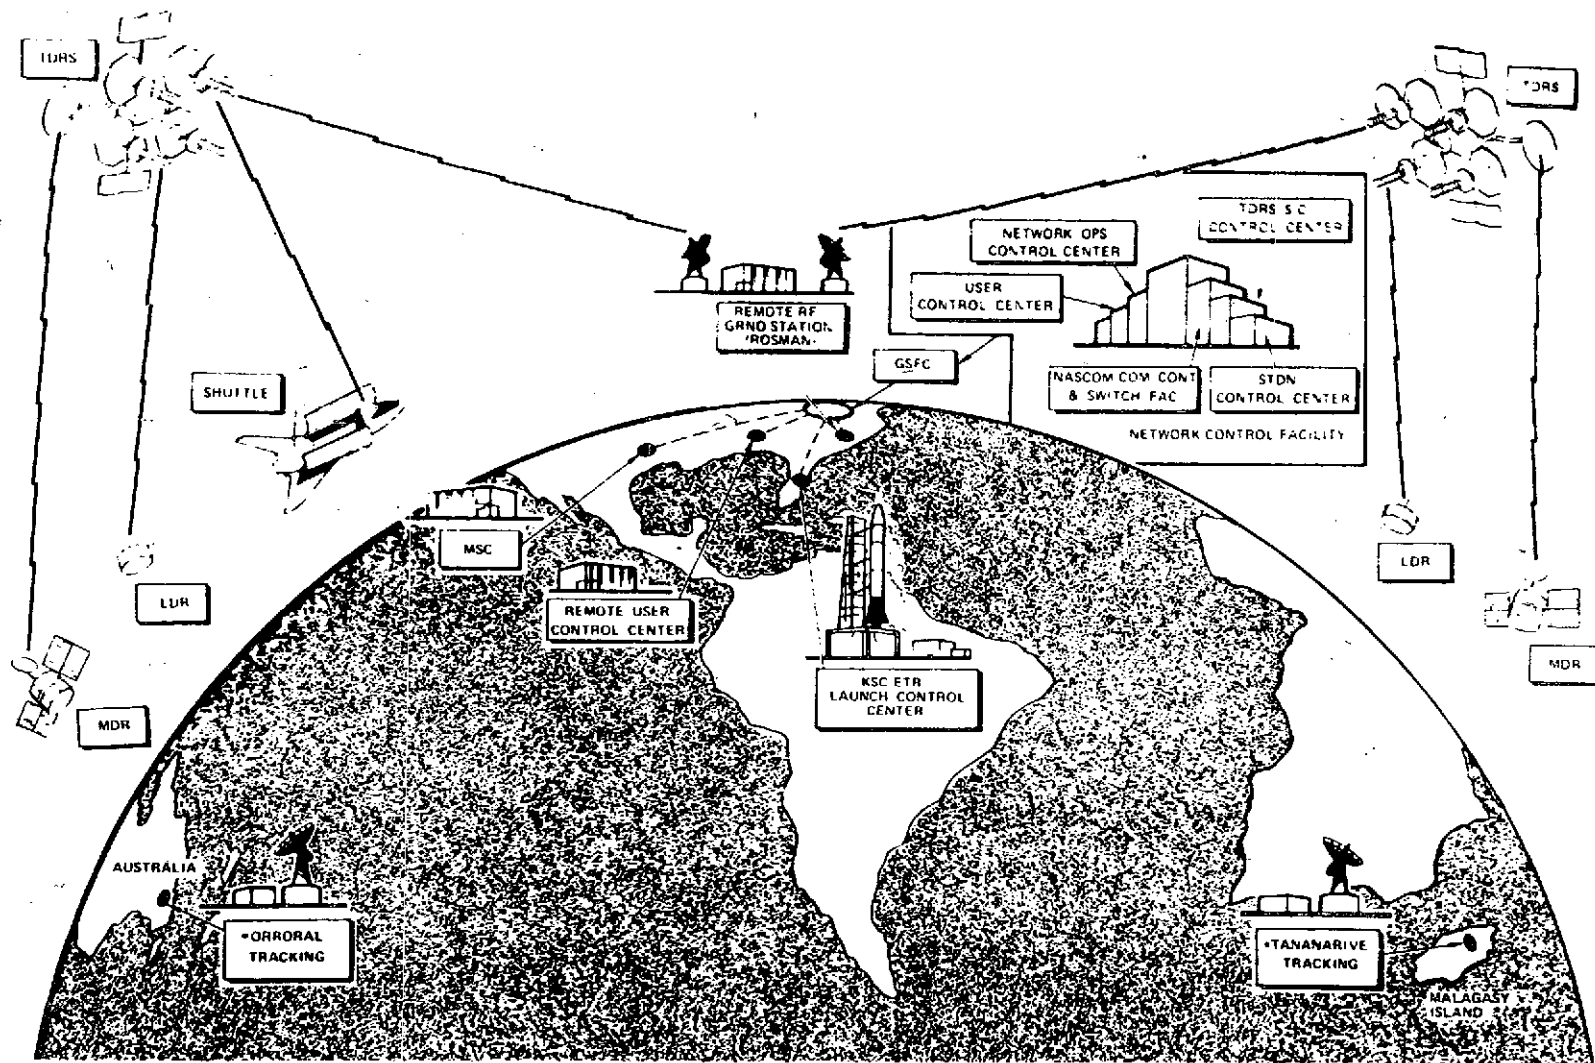 TDRS
TDRS
TDRS S/C
CONTROL CENTER
NETWORK OPS
CONTROL CENTER
USER
CONTROL CENTER
REMOTE RF
GRND STATION
(ROSMAN)
GSFC
NASCOM COM CONT
& SWITCH FAC
STDN
CONTROL CENTER
NETWORK CONTROL FACILITY
SHUTTLE
MSC
LDR
LDR
REMOTE USER
CONTROL CENTER
MDR
MDR
KSC ETR
LAUNCH CONTROL
CENTER
AUSTRALIA
*ORRORAL
TRACKING
*TANANARIVE
TRACKING
MALAGASY
ISLAND